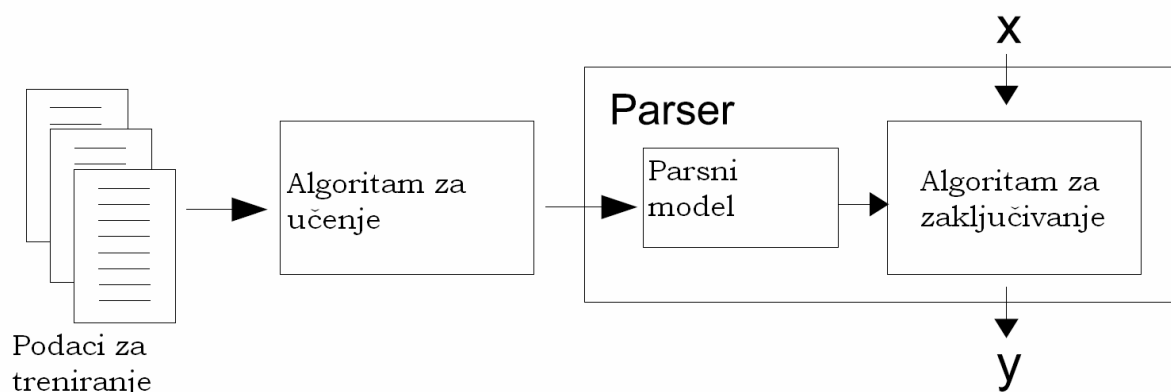 x
Parser
Parsni
model
Algoritam za
učenje
Algoritam za
zaključivanje
Podaci za
treniranje
y